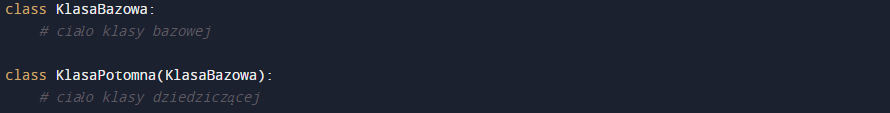 class KlasaBazowa:
    # ciało klasy bazowej

class KlasaPotomna(KlasaBazowa):
    # ciało klasy dziedziczącej